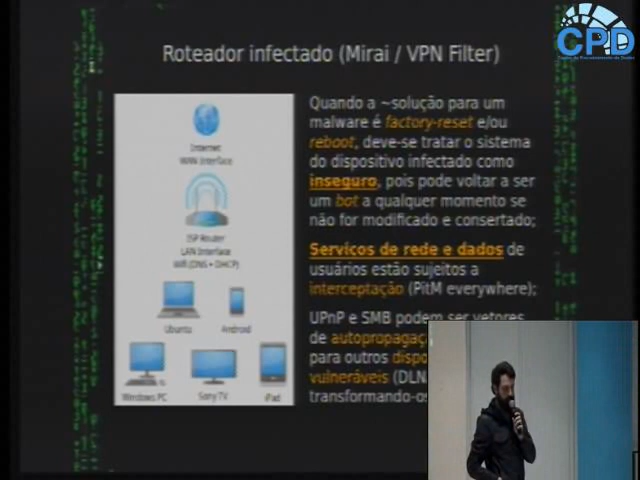 CPD
Roteador infectado (Mirai / VPN Filter)
Internet
WAN Interface
ISP Router
LAN Interface
Wifi (DNS + DHCP)
Ubuntu
Android
Windows PC
Sony TV
iPad
Quando a ~solução para um
malware é factory-reset e/ou
reboot, deve-se tratar o sistema
do dispositivo infectado como
inseguro, pois pode voltar a ser
um bot a qualquer momento se
não for modificado e consertado;
Servicos de rede e dados de
usuários estão sujeitos a
interceptação (PitM everywhere);
UPnP e SMB podem ser vetores
de autopropagaç
para outros dispo
vulneráveis (DLN
transformando-os